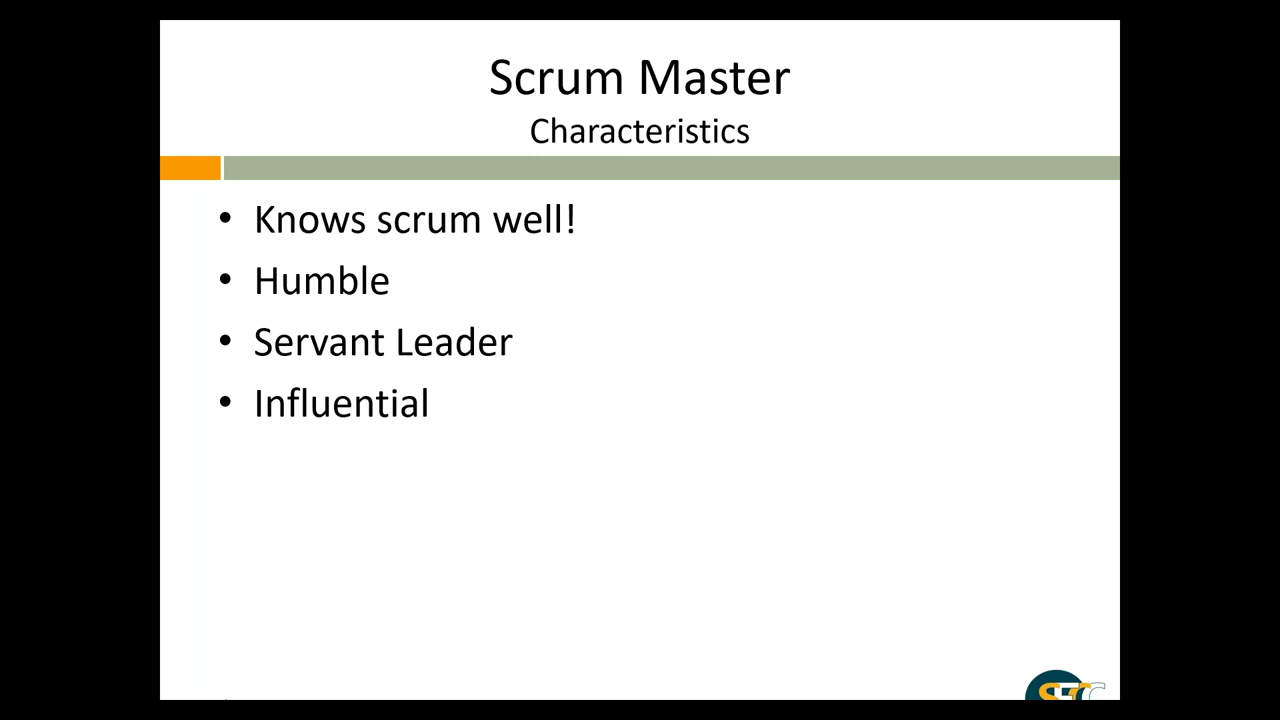 Scrum Master
Characteristics
• Knows scrum well!
• Humble
• Servant Leader
• Influential